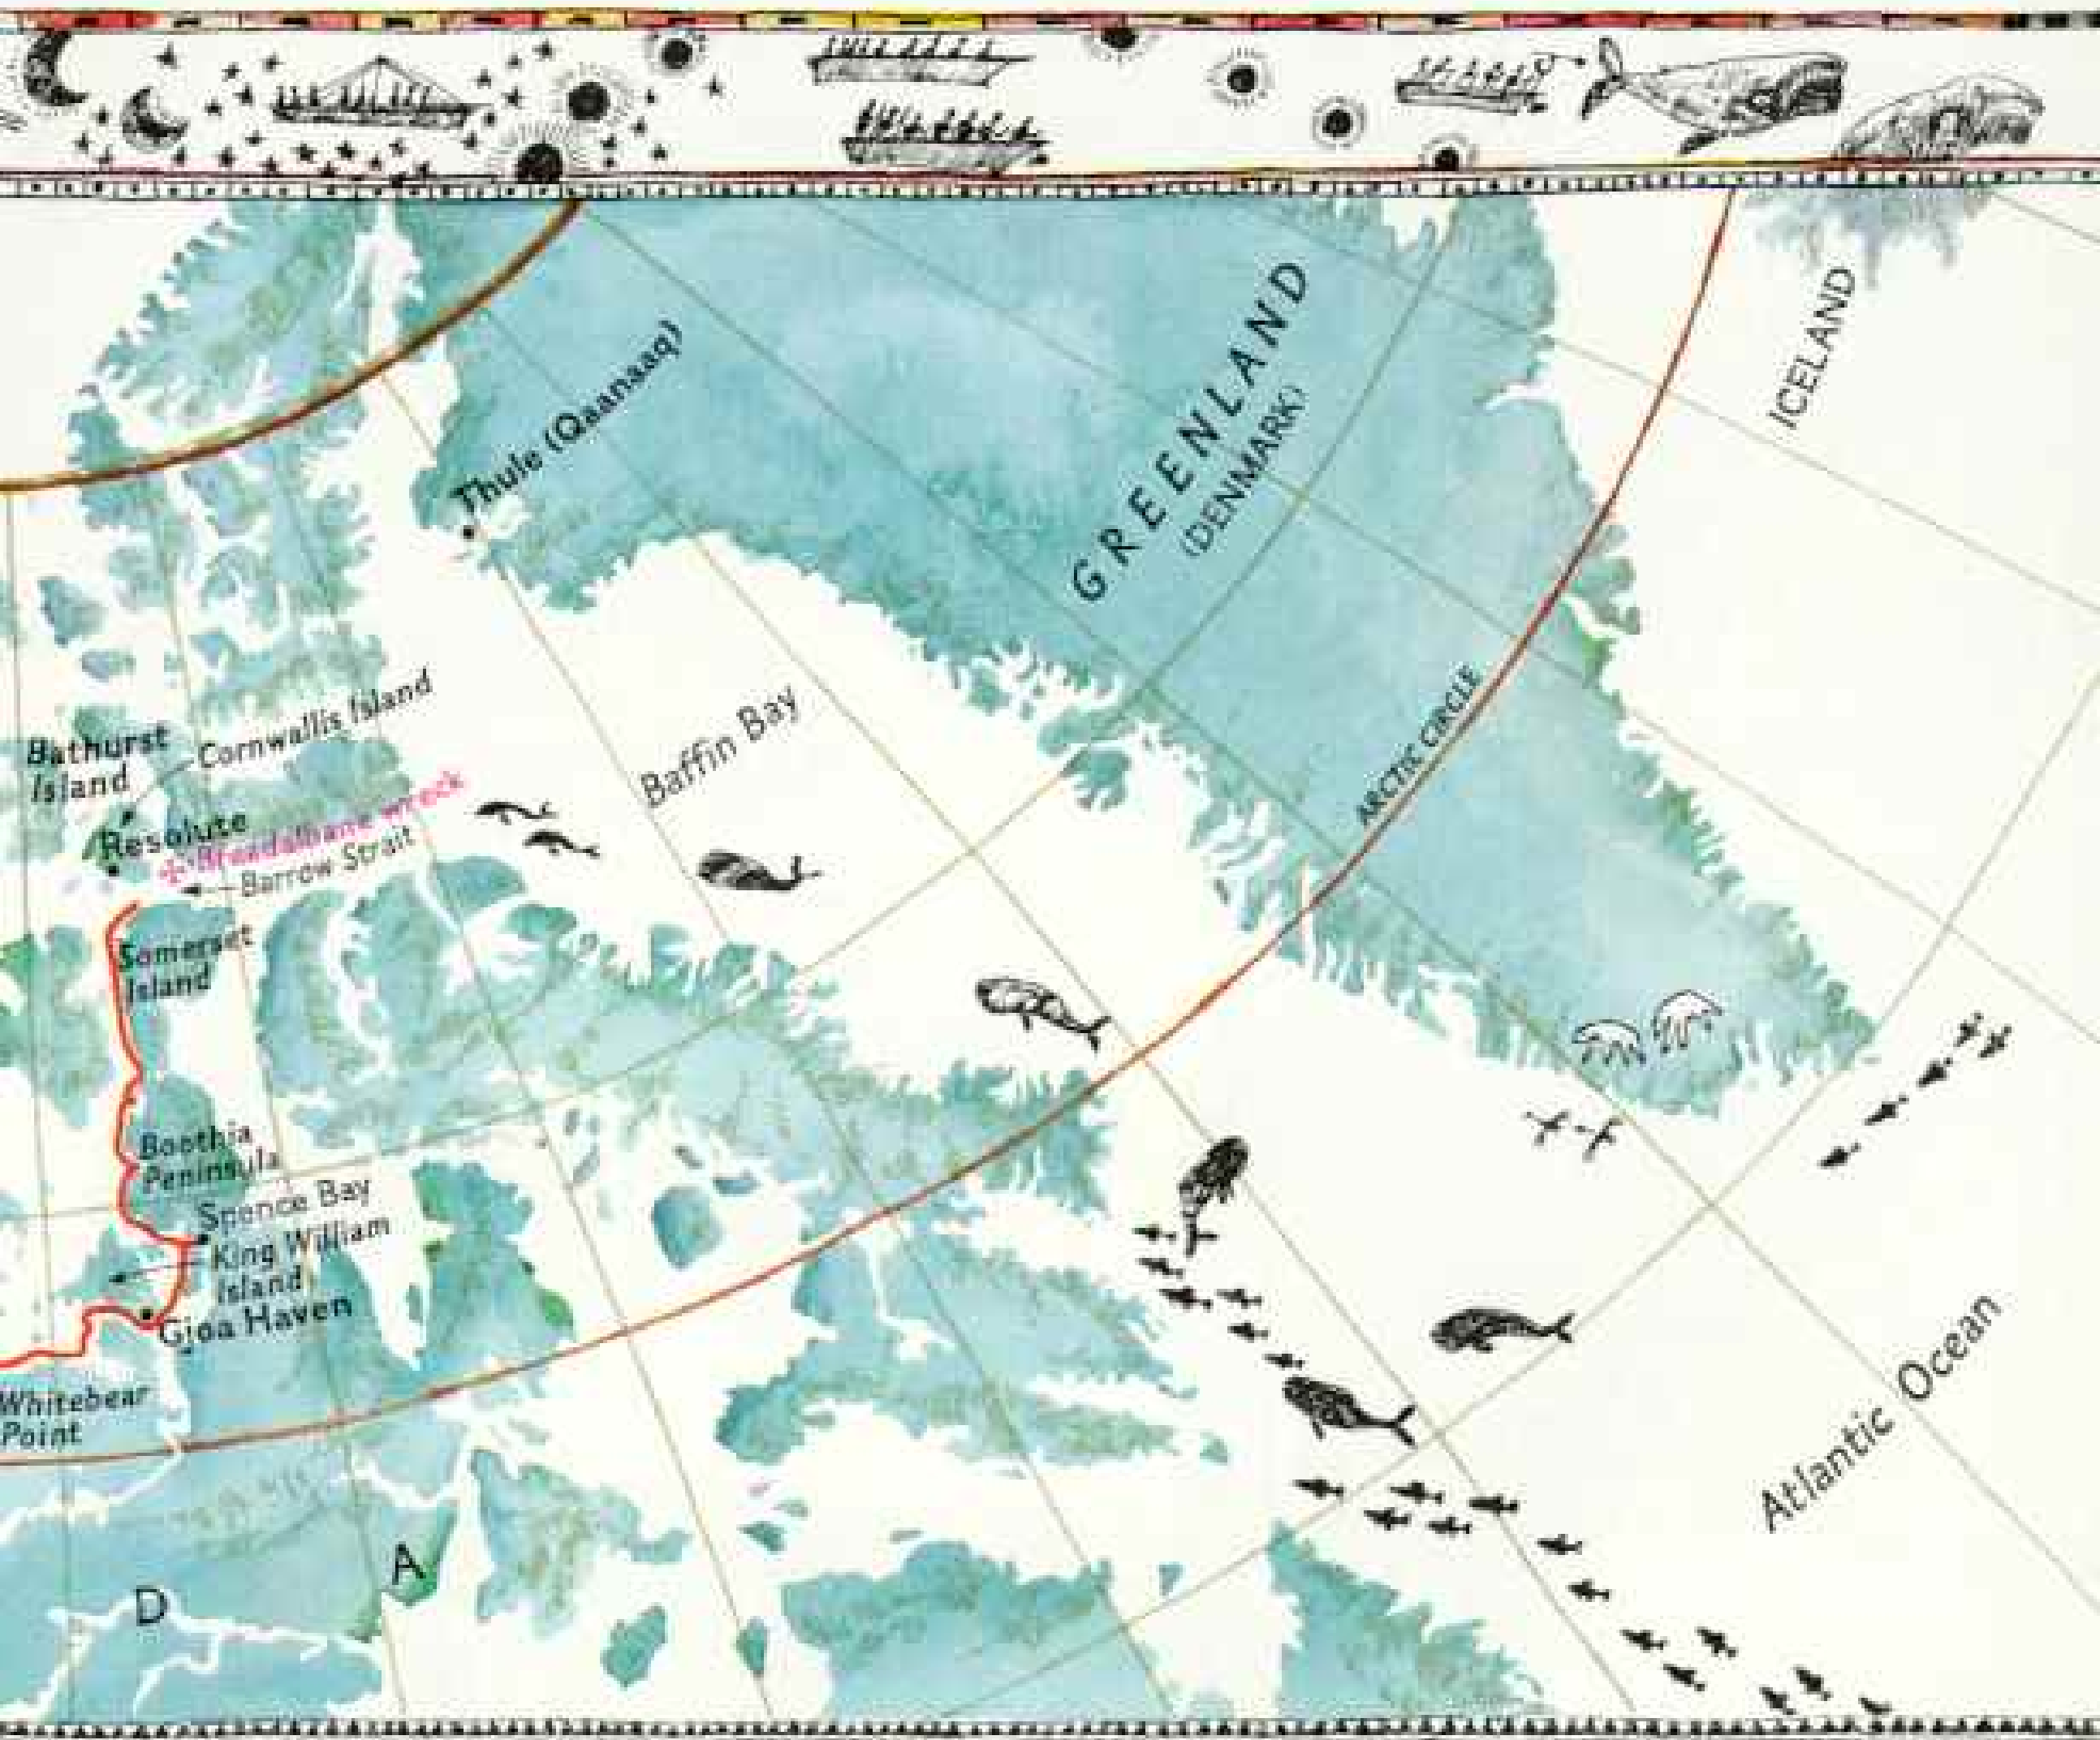 GREENLAND
(DENMARK)
ICELAND
Thule (Qaanaaq)
Baffin Bay
ARCTIC CIRCLE
Cornwallis Island
Bathurst
Island
Resolute
Breadalbane wreck
Barrow Strait
Somerset
Island
Boothia
Peninsula
Spence Bay
King William
Island
Gjoa Haven
Whitebear
Point
Atlantic Ocean
A
D